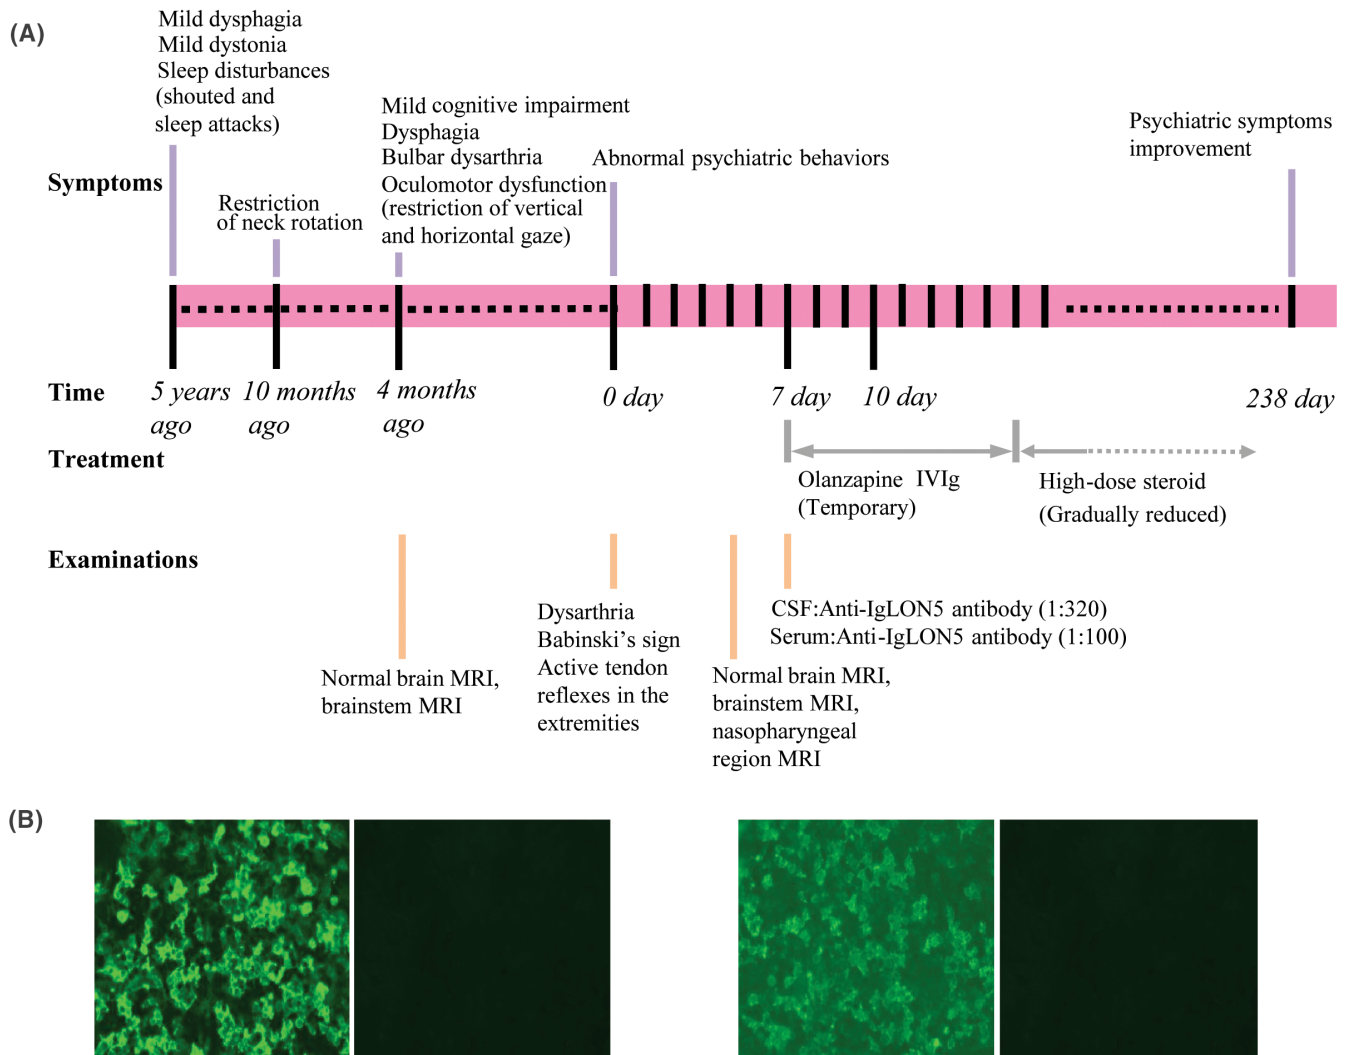 (A)
Mild dysphagia
Mild dystonia
Sleep disturbances
(shouted and
sleep attacks)
Restriction
of neck rotation
Mild cognitive impairment
Dysphagia
Bulbar dysarthria
Oculomotor dysfunction
(restriction of vertical
and horizontal gaze)
Abnormal psychiatric behaviors
Psychiatric symptoms
improvement
Symptoms
Time
5 years
ago
10 months
ago
4 months
ago
0 day
7 day
10 day
238 day
Treatment
Olanzapine IVIg
(Temporary)
High-dose steroid
(Gradually reduced)
Examinations
Normal brain MRI,
brainstem MRI
Dysarthria
Babinski’s sign
Active tendon
reflexes in the
extremities
Normal brain MRI,
brainstem MRI,
nasopharyngeal
region MRI
CSF:Anti-IgLON5 antibody (1:320)
Serum:Anti-IgLON5 antibody (1:100)
(B)